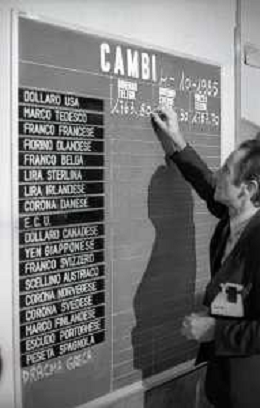 CAMBI
DOLLARO USA
MARCO TEDESCO
FRANCO FRANCESE
FIORINO OLANDESE
FRANCO BELGA
LIRA STERLINA
LIRA IRLANDESE
CORONA DANESE
E.C.U.
DOLLARO CANADESE
YEN GIAPPONESE
FRANCO SVIZZERO
SCELLINO AUSTRIACO
CORONA NORVEGESE
CORONA SVEDESE
MARCO FINLANDESE
ESCUDO PORTOGHESE
PESETA SPAGNOLA
DRACMA GRECA